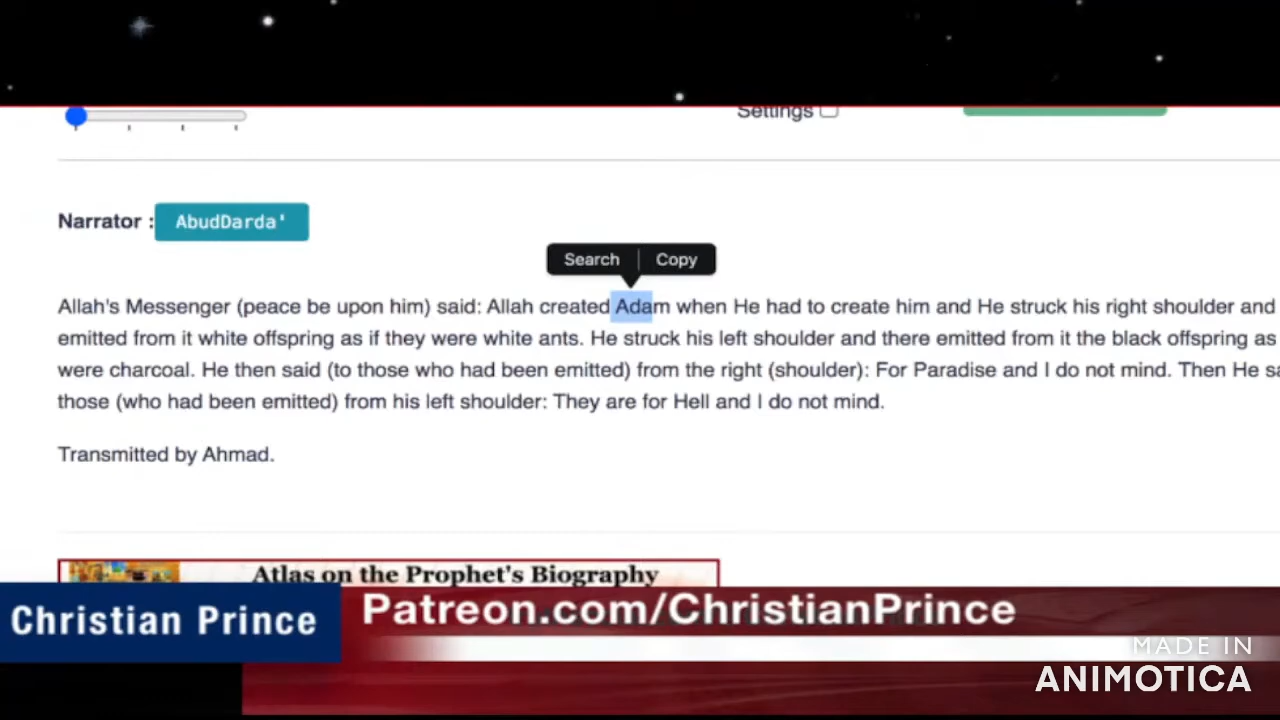 Settings
Narrator : AbudDarda'
Search Copy
Allah's Messenger (peace be upon him) said: Allah created Adam when He had to create him and He struck his right shoulder and
emitted from it white offspring as if they were white ants. He struck his left shoulder and there emitted from it the black offspring as
were charcoal. He then said (to those who had been emitted) from the right (shoulder): For Paradise and I do not mind. Then He sa
those (who had been emitted) from his left shoulder: They are for Hell and I do not mind.
Transmitted by Ahmad.
Atlas on the Prophet's Biography
Christian Prince
Patreon.com/ChristianPrince
MADE IN
ANIMOTICA